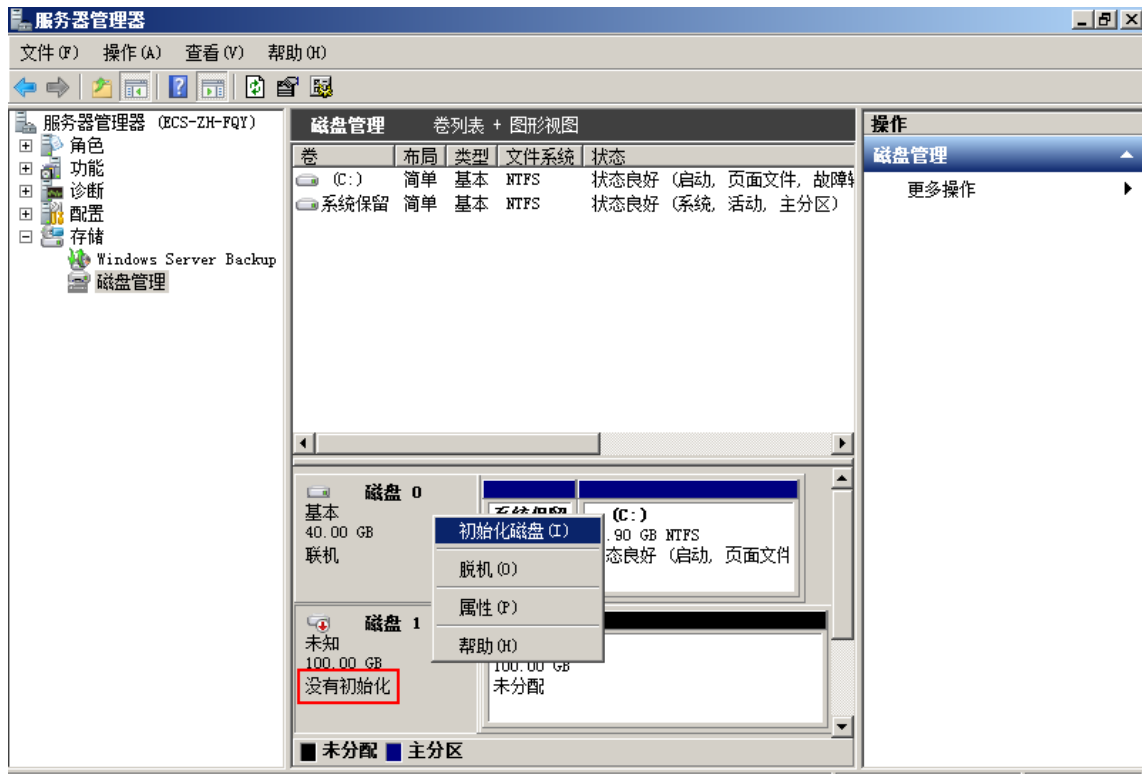 服务器管理器
文件(F) 操作(A) 查看(V) 帮助(H)
服务器管理器 (ECS-ZH-FQY)
角色
功能
诊断
配置
存储
Windows Server Backup
磁盘管理
磁盘管理 卷列表 + 图形视图
卷 布局 类型 文件系统 状态
(C:) 简单 基本 NTFS 状态良好 (启动, 页面文件, 故障转
系统保留 简单 基本 NTFS 状态良好 (系统, 活动, 主分区)
磁盘 0
基本
40.00 GB
联机
系统保留
(C:)
.90 GB NTFS
态良好 (启动, 页面文件
初始化磁盘(I)
脱机(O)
属性(P)
帮助(H)
磁盘 1
未知
100.00 GB
没有初始化
100.00 GB
未分配
未分配 主分区
操作
磁盘管理
更多操作